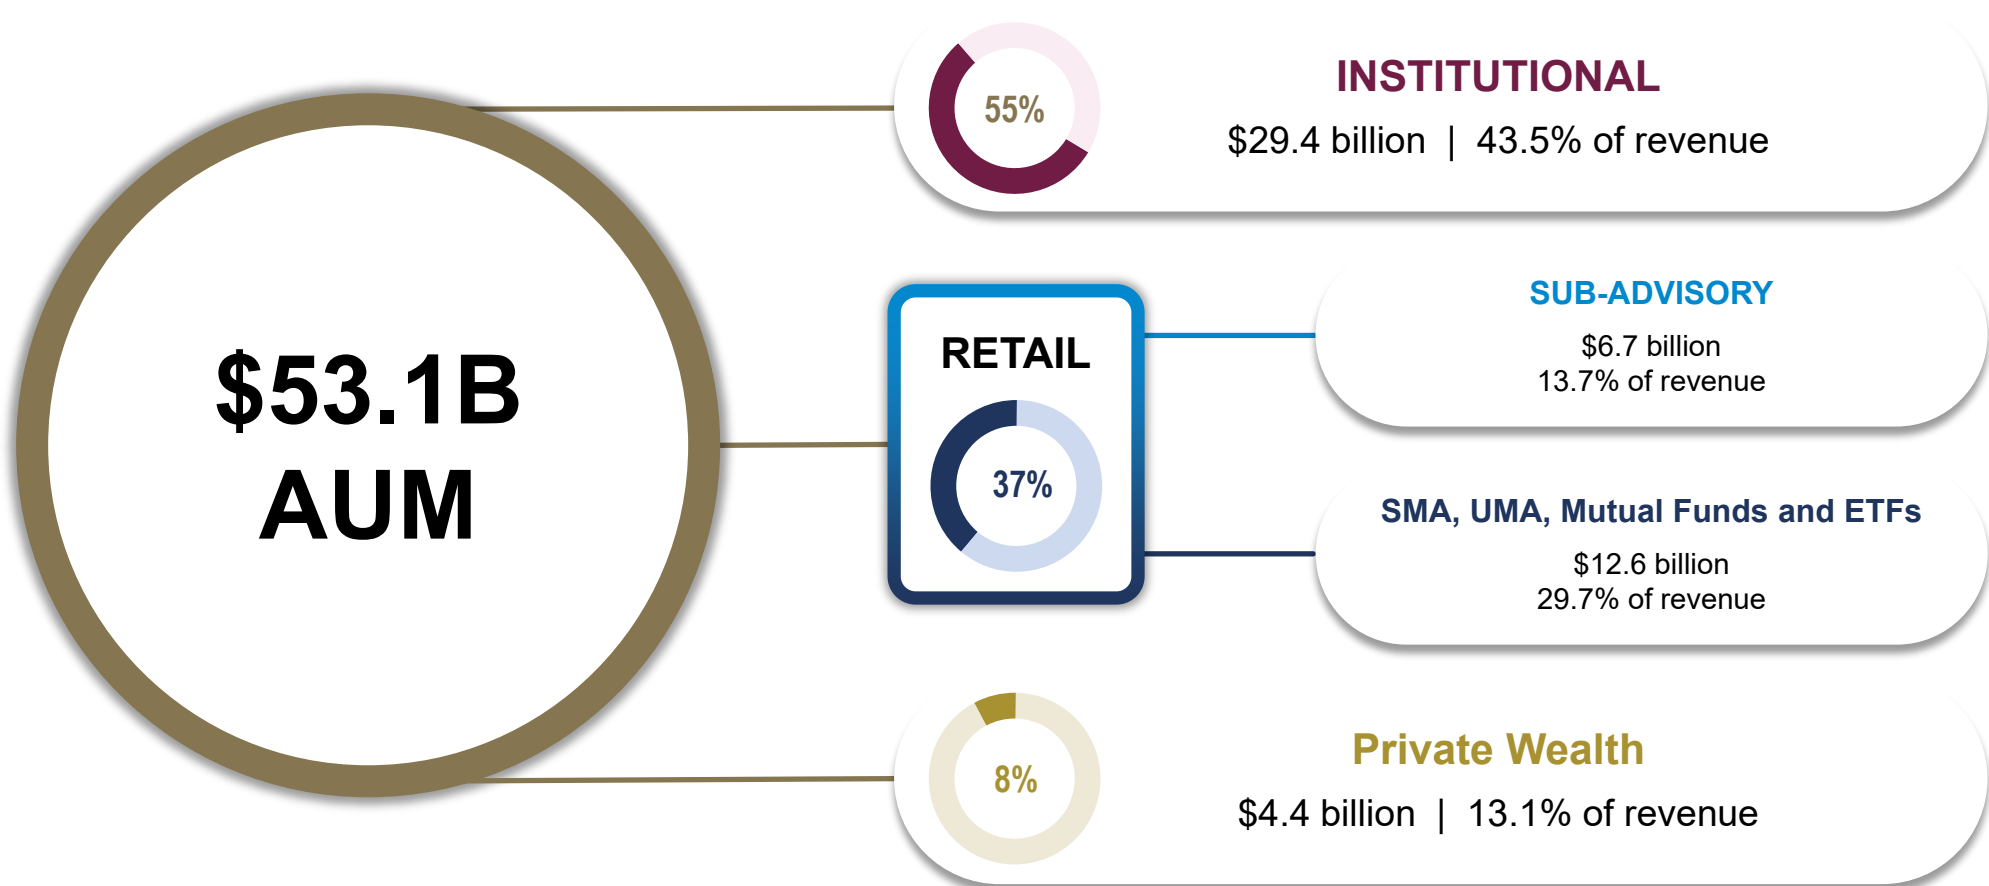 $53.1B
AUM
55%
INSTITUTIONAL
$29.4 billion | 43.5% of revenue
RETAIL
37%
SUB-ADVISORY
$6.7 billion
13.7% of revenue
SMA, UMA, Mutual Funds and ETFs
$12.6 billion
29.7% of revenue
8%
Private Wealth
$4.4 billion | 13.1% of revenue